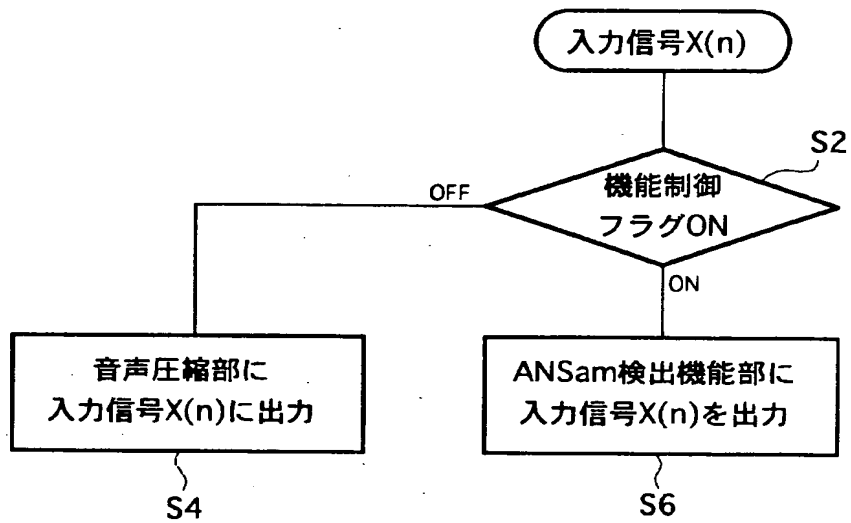 入力信号X(n)
S2
機能制御
フラグON
OFF
ON
音声圧縮部に
入力信号X(n)に出力
S4
ANSam検出機能部に
入力信号X(n)を出力
S6